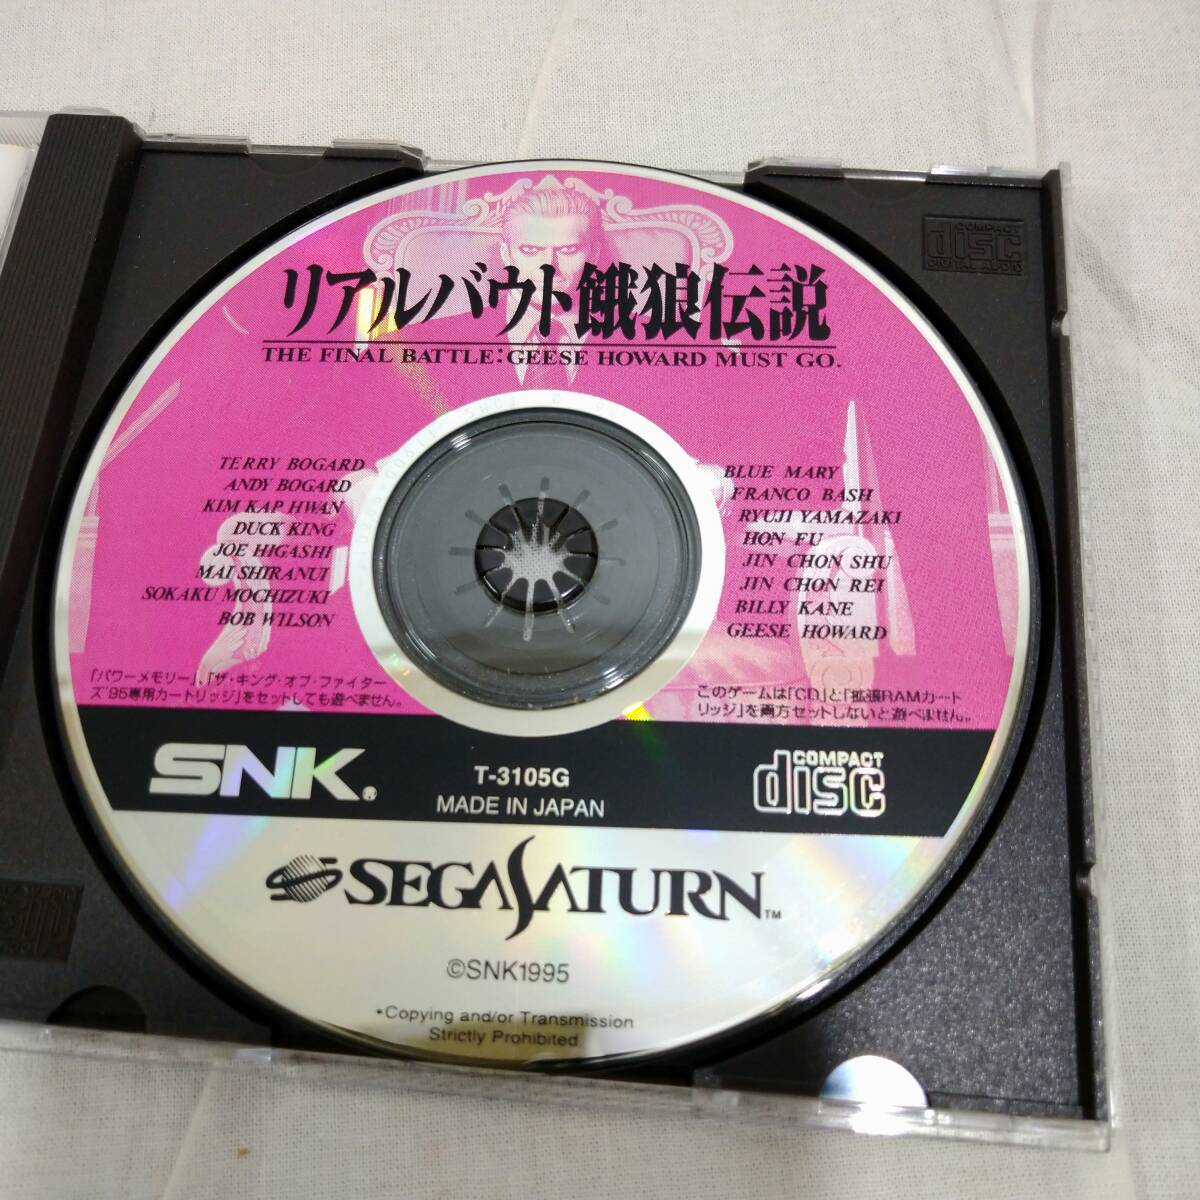 リアルバウト餓狼伝説
THE FINAL BATTLE:GEESE HOWARD MUST GO.
TERRY BOGARD
ANDY BOGARD
KIM KAP HWAN
DUCK KING
JOE HIGASHI
MAI SHIRANUI
SOKAKU MOCHIZUKI
BOB WILSON
BLUE MARY
FRANCO BASH
RYUJI YAMAZAKI
HON FU
JIN CHON SHU
JIN CHON REI
BILLY KANE
GEESE HOWARD
「パワーメモリー」、「ザ・キング・オブ・ファイター
ズ'95専用カートリッジ」をセットしても遊べません。
このゲームは「CD」と「拡張RAMカート
リッジ」を両方セットしないと遊べません。
SNK.
T-3105G
MADE IN JAPAN
COMPACT
disc
SEGA SATURN™
©SNK1995
•Copying and/or Transmission
Strictly Prohibited.
COMPACT
disc
DIGITAL AUDIO